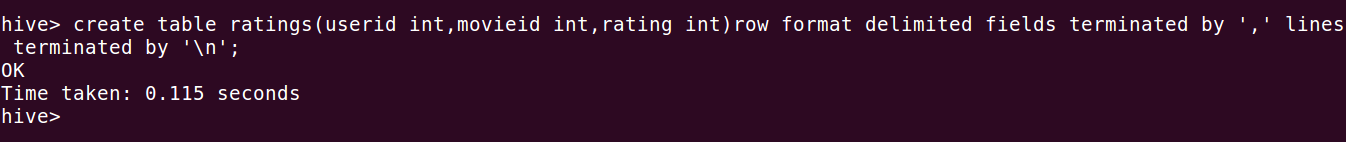 hive> create table ratings(userid int,movieid int,rating int)row format delimited fields terminated by ',' lines
 terminated by '\n';
OK
Time taken: 0.115 seconds
hive>